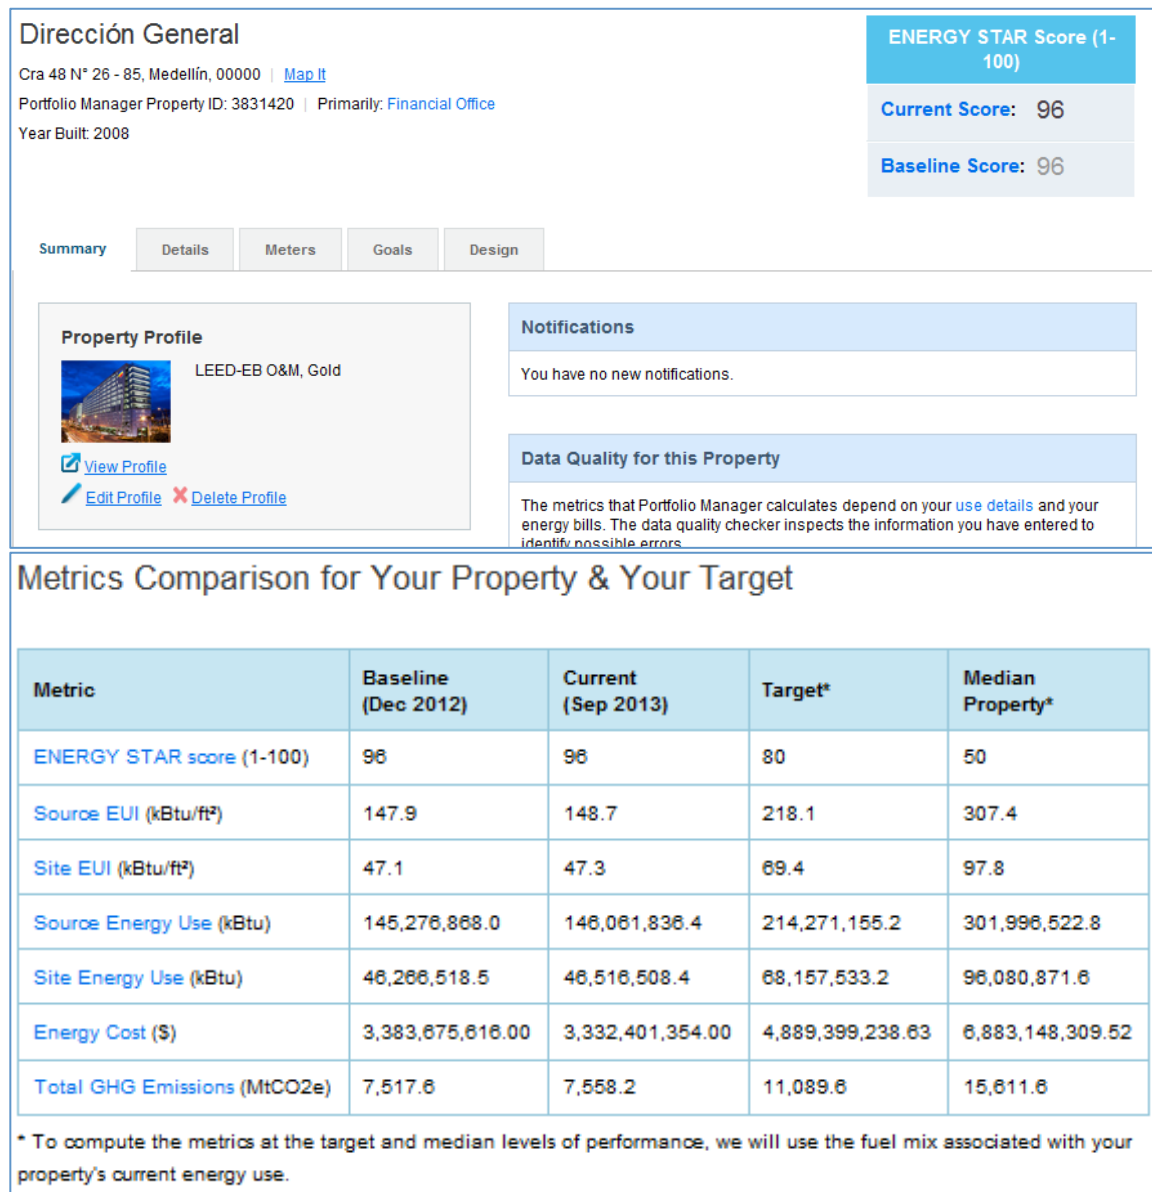 Dirección General
Cra 48 N° 26 - 85, Medellín, 00000 | Map It
Portfolio Manager Property ID: 3831420 | Primarily: Financial Office
Year Built: 2008
ENERGY STAR Score (1-
100)
Current Score: 96
Baseline Score: 96
Summary Details Meters Goals Design
Property Profile
LEED-EB O&M, Gold
View Profile
Edit Profile Delete Profile
Notifications
You have no new notifications.
Data Quality for this Property
The metrics that Portfolio Manager calculates depend on your use details and your
energy bills. The data quality checker inspects the information you have entered to
identify possible errors
Metrics Comparison for Your Property & Your Target
Metric Baseline (Dec 2012) Current (Sep 2013) Target* Median Property*
ENERGY STAR score (1-100) 96 96 80 50
Source EUI (kBtu/ft²) 147.9 148.7 218.1 307.4
Site EUI (kBtu/ft²) 47.1 47.3 69.4 97.8
Source Energy Use (kBtu) 145,276,868.0 146,061,836.4 214,271,155.2 301,996,522.8
Site Energy Use (kBtu) 46,266,518.5 46,516,508.4 68,157,533.2 96,080,871.6
Energy Cost ($) 3,383,675,616.00 3,332,401,354.00 4,889,399,238.63 6,883,148,309.52
Total GHG Emissions (MtCO2e) 7,517.6 7,558.2 11,089.6 15,611.6
* To compute the metrics at the target and median levels of performance, we will use the fuel mix associated with your
property's current energy use.